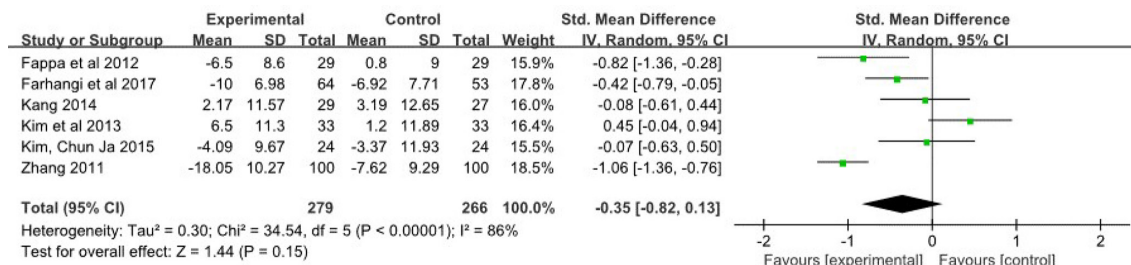 Experimental Control Std. Mean Difference Std. Mean Difference
Study or Subgroup Mean SD Total Mean SD Total Weight IV, Random, 95% CI IV, Random, 95% CI
Fappa et al 2012 -6.5 8.6 29 0.8 9 29 15.9% -0.82 [-1.36, -0.28]
Farhangi et al 2017 -10 6.98 64 -6.92 7.71 53 17.8% -0.42 [-0.79, -0.05]
Kang 2014 2.17 11.57 29 3.19 12.65 27 16.0% -0.08 [-0.61, 0.44]
Kim et al 2013 6.5 11.3 33 1.2 11.89 33 16.4% 0.45 [-0.04, 0.94]
Kim, Chun Ja 2015 -4.09 9.67 24 -3.37 11.93 24 15.5% -0.07 [-0.63, 0.50]
Zhang 2011 -18.05 10.27 100 -7.62 9.29 100 18.5% -1.06 [-1.36, -0.76]
Total (95% CI) 279 266 100.0% -0.35 [-0.82, 0.13]
Heterogeneity: Tau² = 0.30; Chi² = 34.54, df = 5 (P < 0.00001); I² = 86%
Test for overall effect: Z = 1.44 (P = 0.15)
-2 -1 0 1 2
Favours [experimental] Favours [control]